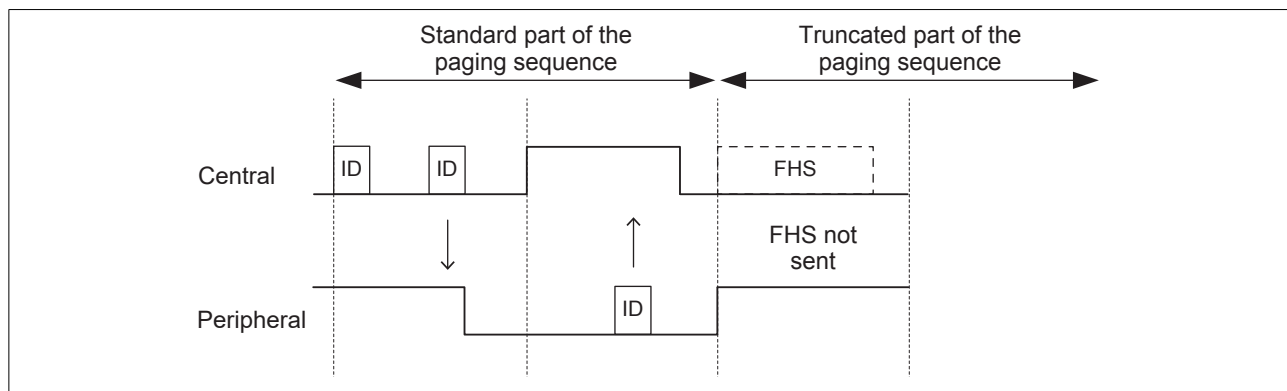 Standard part of the
paging sequence
Truncated part of the
paging sequence
Central
ID
ID
FHS
FHS not
sent
Peripheral
ID